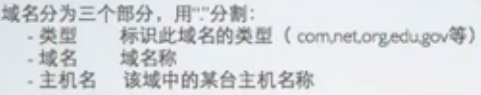 域名分为三个部分，用“.”分割：
- 类型 标识此域名的类型（com,net,org,edu,gov等）
- 域名 域名称
- 主机名 该域中的某台主机名称